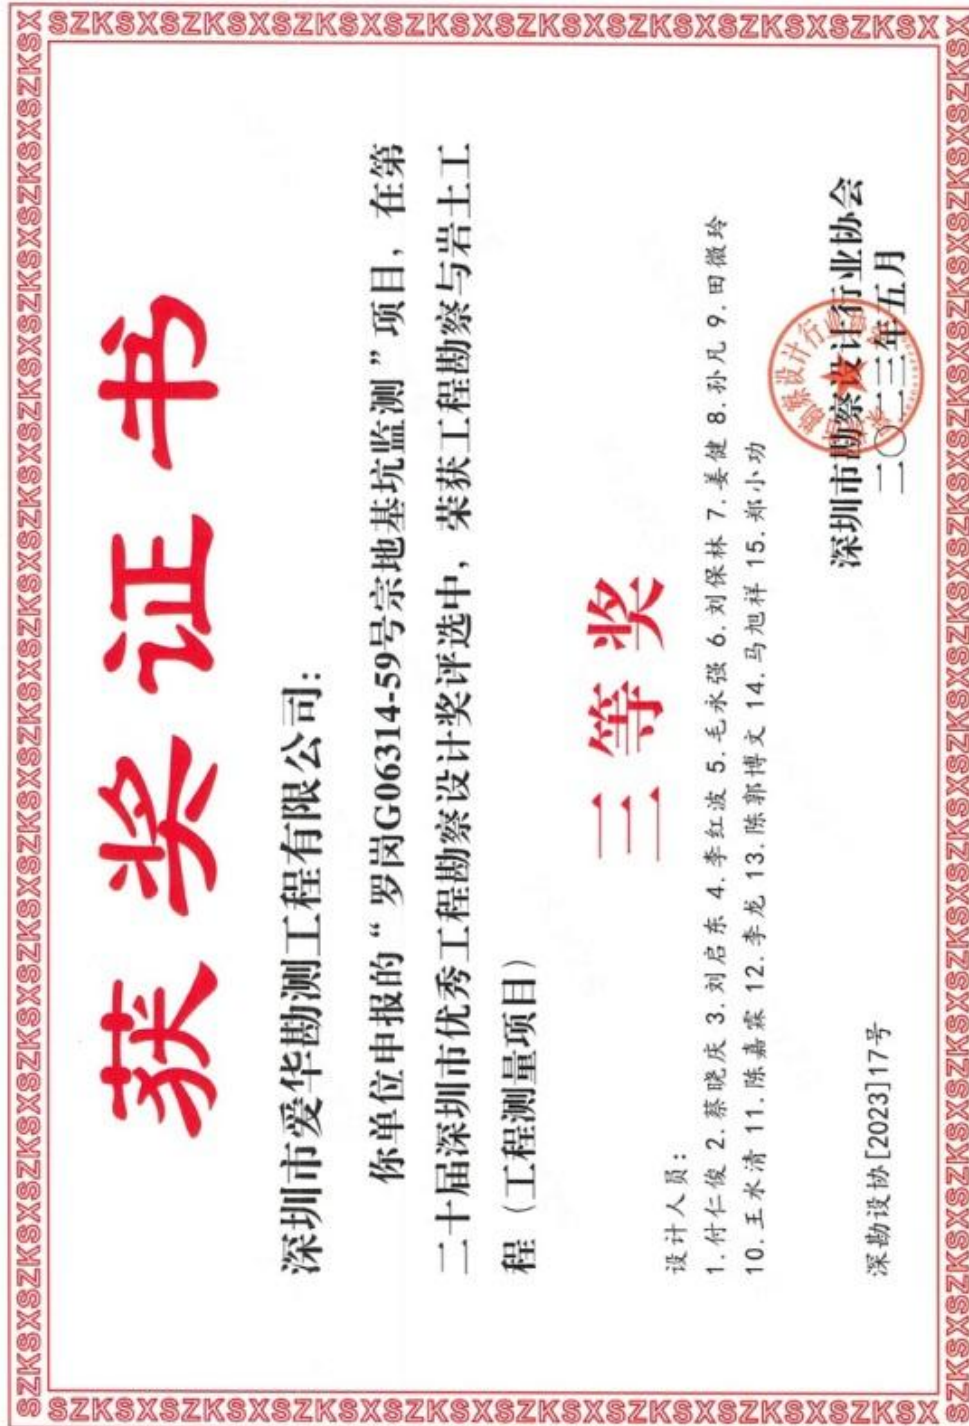 获奖证书
深圳市爱华勘测工程有限公司:
你单位申报的“罗岗G06314-59号宗地基坑监测”项目，在第
二十届深圳市优秀工程勘察设计奖评选中，荣获工程勘察与岩土工
程（工程测量项目）
三等奖
设计人员:
1.付仁俊 2.蔡晓庆 3.刘启东 4.李红波 5.毛永强 6.刘保林 7.姜健 8.孙凡 9.田微玲
10.王水清 11.陈嘉霖 12.李龙 13.陈郭博文 14.马旭祥 15.郑小功
深勘设协[2023]17号
深圳市勘察设计行业协会
二〇二三年五月
SZKSXSZKSXSZKSXSZKSXSZKSXSZKSXSZKSXSZKSX